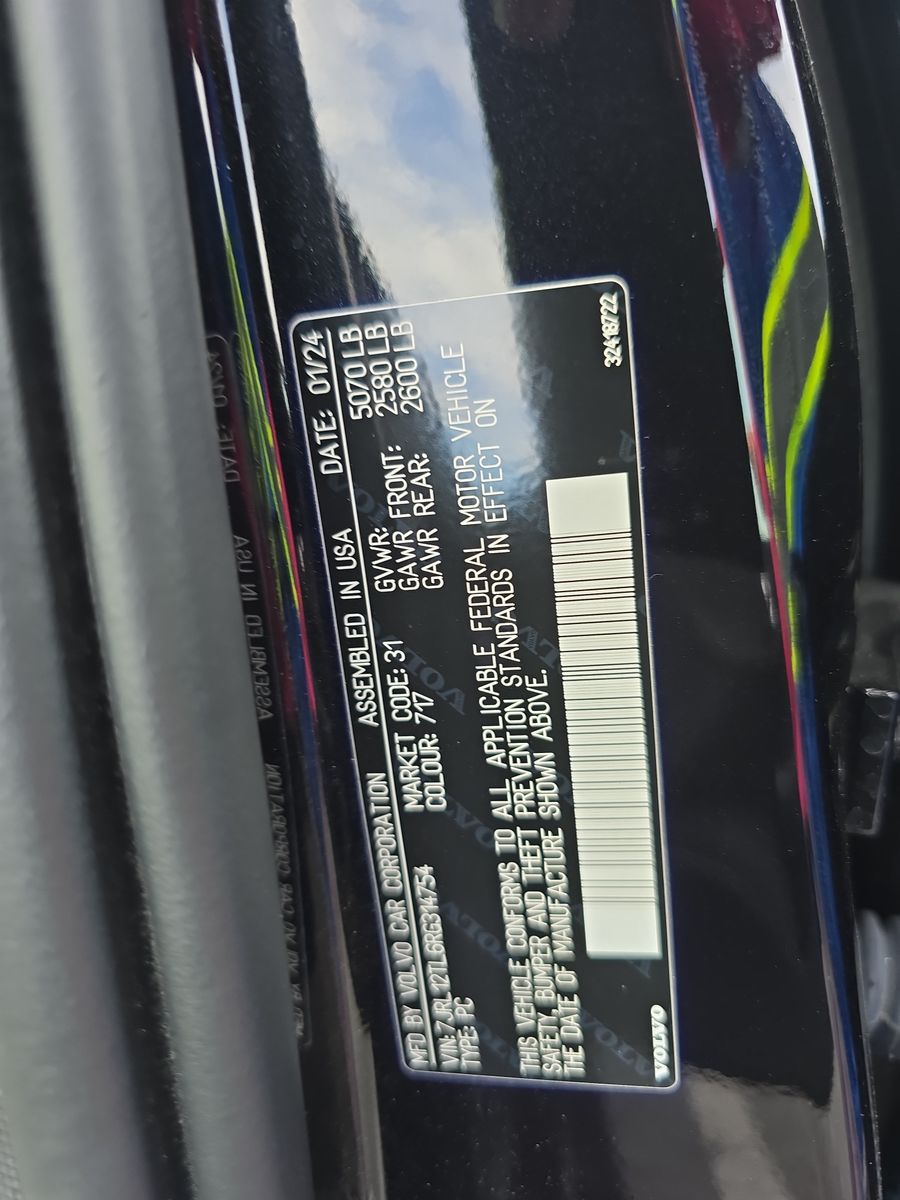 MFD BY VOLVO CAR CORPORATION ASSEMBLED IN USA DATE: 01/24
VIN: 7JRL12TL6RG314754 MARKET CODE: 31 GVWR: 5070 LB
TYPE: PC COLOUR: 717 GAWR FRONT: 2580 LB
GAWR REAR: 2600 LB
THIS VEHICLE CONFORMS TO ALL APPLICABLE FEDERAL MOTOR VEHICLE
SAFETY, BUMPER AND THEFT PREVENTION STANDARDS IN EFFECT ON
THE DATE OF MANUFACTURE SHOWN ABOVE.
VOLVO 32418722